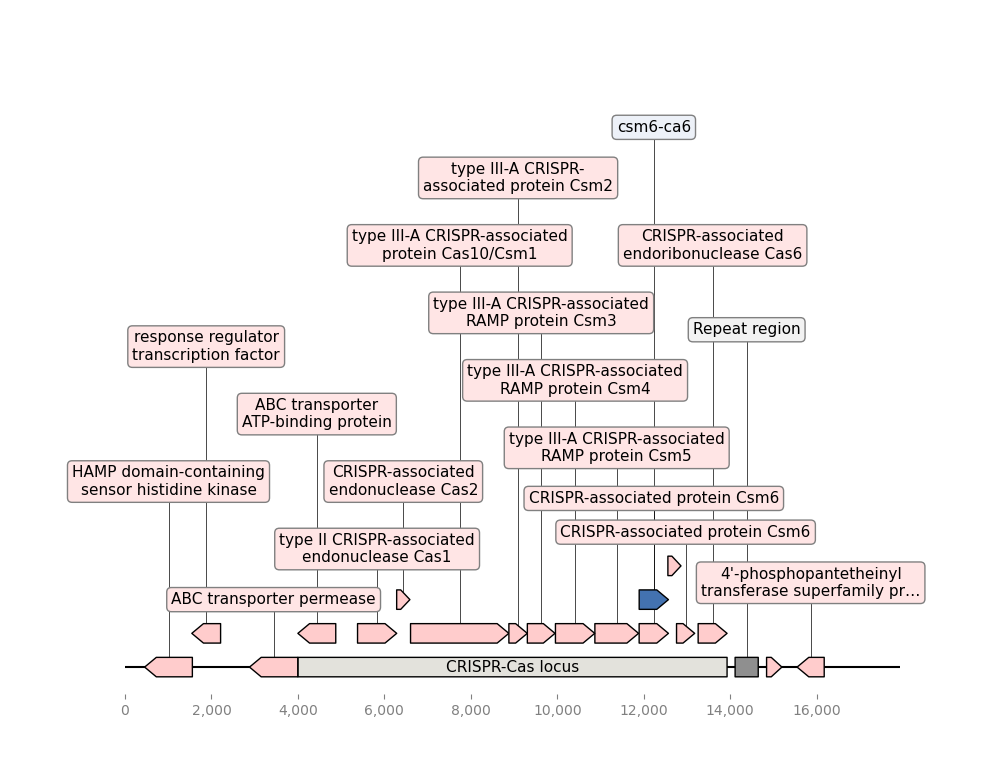 csm6-ca6
type III-A CRISPR-
associated protein Csm2
type III-A CRISPR-associated
protein Cas10/Csm1
CRISPR-associated
endoribonuclease Cas6
type III-A CRISPR-associated
RAMP protein Csm3
Repeat region
response regulator
transcription factor
type III-A CRISPR-associated
RAMP protein Csm4
ABC transporter
ATP-binding protein
type III-A CRISPR-associated
RAMP protein Csm5
HAMP domain-containing
sensor histidine kinase
CRISPR-associated
endonuclease Cas2
CRISPR-associated protein Csm6
CRISPR-associated protein Csm6
type II CRISPR-associated
endonuclease Cas1
4'-phosphopantetheinyl
transferase superfamily pr...
ABC transporter permease
CRISPR-Cas locus
0 2,000 4,000 6,000 8,000 10,000 12,000 14,000 16,000